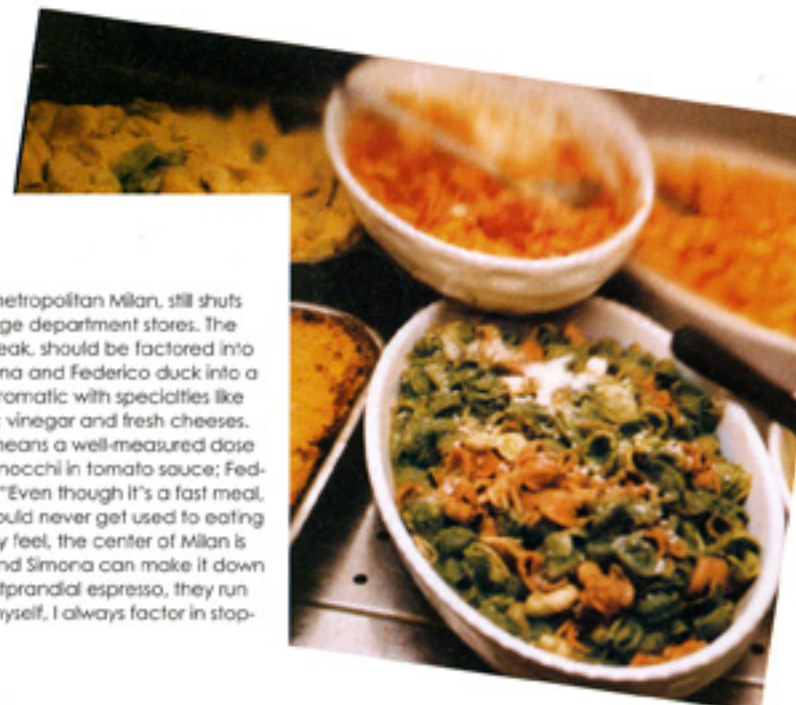 netropolitan Milan, still shuts
ge department stores. The
eak, should be factored into
na and Federico duck into a
romatic with specialties like
c vinegar and fresh cheeses.
neans a well-measured dose
nocchi in tomato sauce; Fed-
"Even though it's a fast meal,
ould never get used to eating
y feel, the center of Milan is
nd Simona can make it down
tprandial espresso, they run
nyself, I always factor in stop-